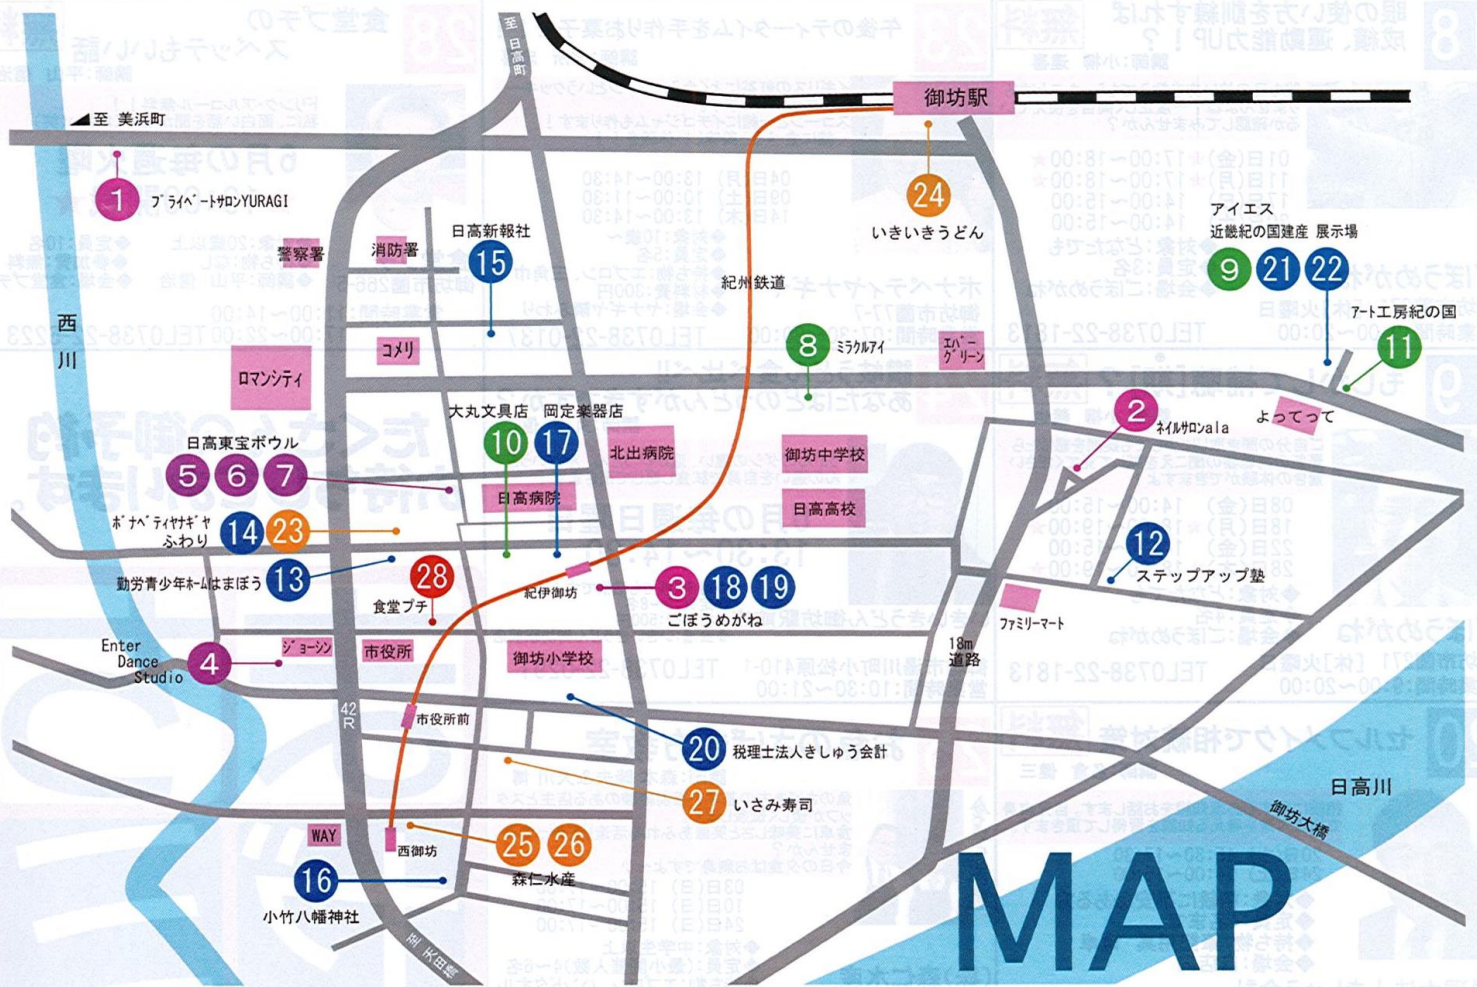 至 日高町
至 美浜町
御坊駅
1
プライベートサロンYURAGI
24
いきいきうどん
警察署
消防署
日高新報社
15
アイエス
近畿紀の国建産 展示場
9 21 22
紀州鉄道
西川
アート工房紀の国
11
コメリ
8
ミラクルアイ
エバーグリーン
ロマンシティ
大丸文具店
岡定楽器店
10
17
2
ネイルサロンala
よってって
日高東宝ボウル
5 6 7
北出病院
御坊中学校
日高病院
日高高校
ボナペティヤナギヤ
ふわり
14 23
12
ステップアップ塾
勤労青少年ホームはまぼう
13
28
食堂プチ
紀伊御坊
3 18 19
ごぼうめがね
ファミリーマート
Enter
Dance
Studio
4
ジョーシン
市役所
御坊小学校
18m
道路
42
R
市役所前
20
税理士法人きしゅう会計
27
いさみ寿司
日高川
御坊大橋
WAY
西御坊
25 26
森仁水産
16
小竹八幡神社
至 天田橋
MAP